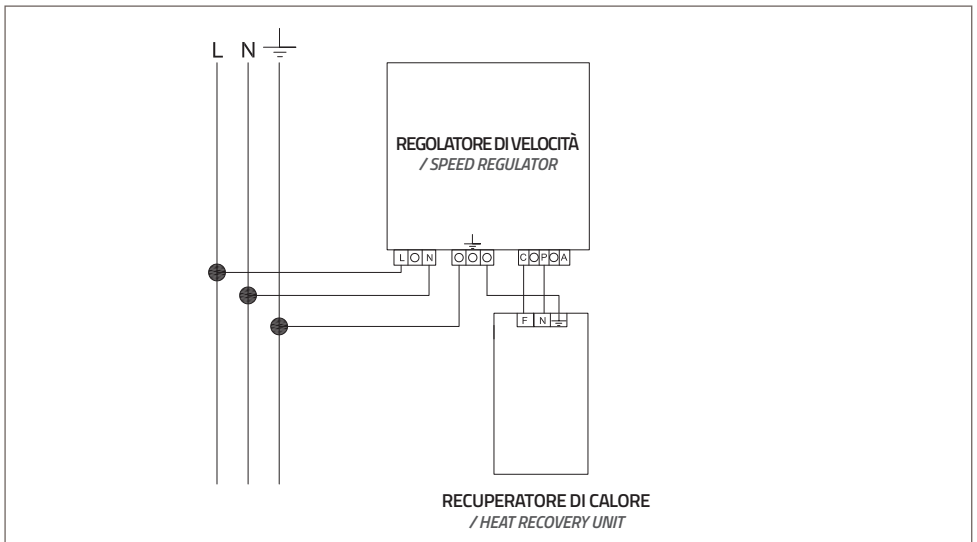 L N
REGOLATORE DI VELOCITÀ
/ SPEED REGULATOR
L O N O O O C O P O A
F N
RECUPERATORE DI CALORE
/ HEAT RECOVERY UNIT